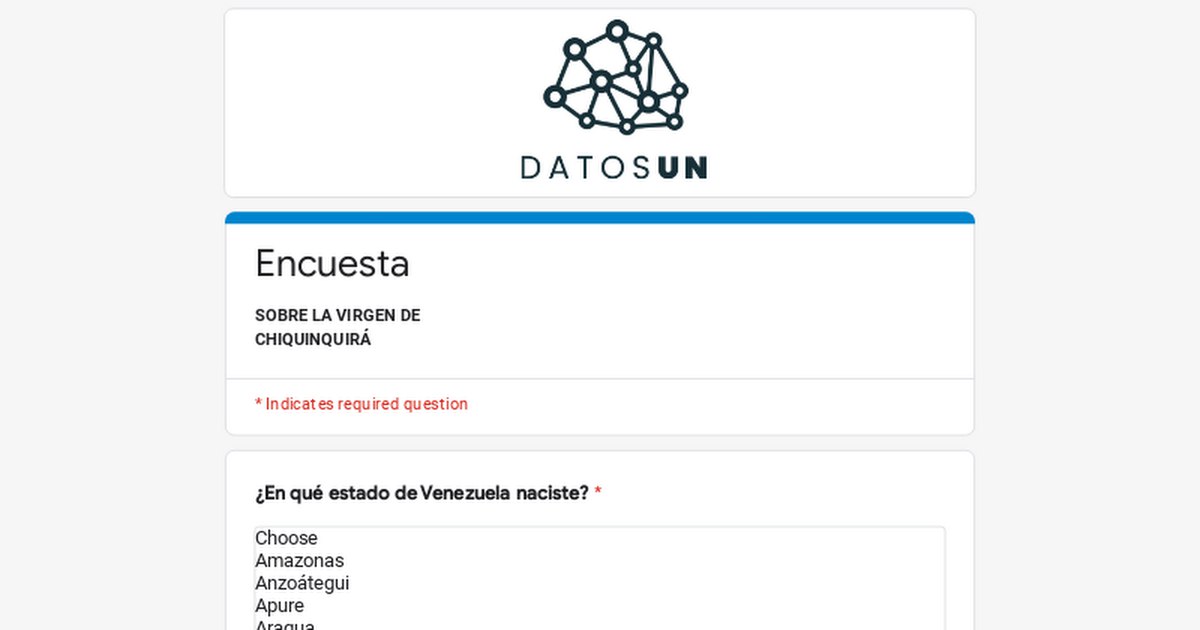 DATOSUN
Encuesta
SOBRE LA VIRGEN DE
CHIQUINQUIRÁ
* Indicates required question
¿En qué estado de Venezuela naciste? *
Choose
Amazonas
Anzoátegui
Apure
Aragua